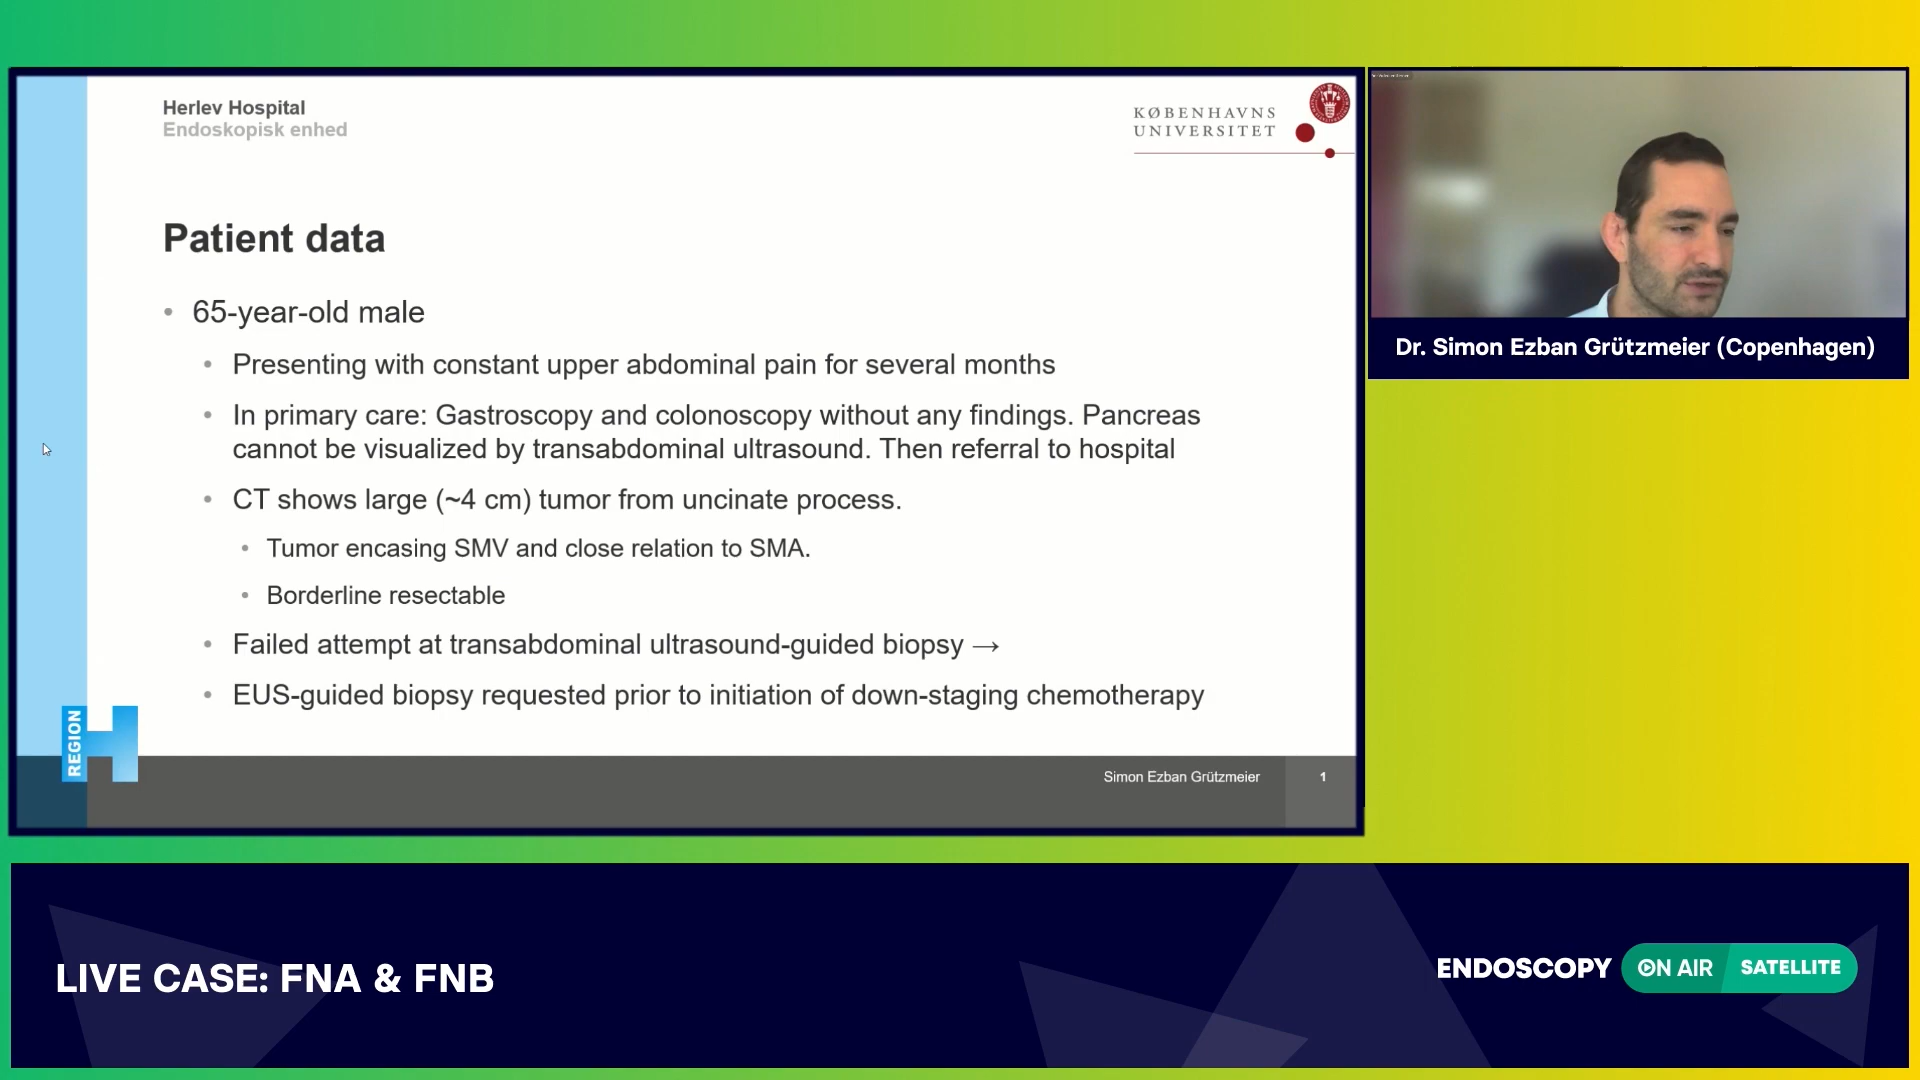 Herlev Hospital
Endoskopisk enhed
KØBENHAVNS
UNIVERSITET
Patient data
• 65-year-old male
• Presenting with constant upper abdominal pain for several months
• In primary care: Gastroscopy and colonoscopy without any findings. Pancreas
cannot be visualized by transabdominal ultrasound. Then referral to hospital
• CT shows large (~4 cm) tumor from uncinate process.
• Tumor encasing SMV and close relation to SMA.
• Borderline resectable
• Failed attempt at transabdominal ultrasound-guided biopsy →
• EUS-guided biopsy requested prior to initiation of down-staging chemotherapy
REGION
H
Simon Ezban Grützmeier
1
Dr. Simon Ezban Grützmeier (Copenhagen)
LIVE CASE: FNA & FNB
ENDOSCOPY ON AIR SATELLITE